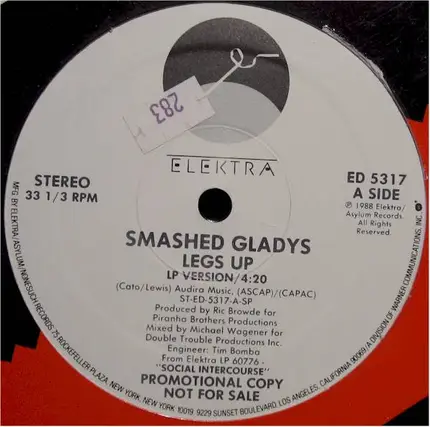 283
ELEKTRA
STEREO
33 1/3 RPM
ED 5317
A SIDE
℗ 1988 Elektra/
Asylum Records.
All Rights
Reserved.
SMASHED GLADYS
LEGS UP
LP VERSION/4:20
(Cato/Lewis) Audira Music, (ASCAP)/(CAPAC)
ST-ED-5317-A-SP
Produced by Ric Browde for
Piranha Brothers Productions
Mixed by Michael Wagener for
Double Trouble Productions Inc.
Engineer: Tim Bomba
From Elektra LP 60776 -
"SOCIAL INTERCOURSE"
PROMOTIONAL COPY
NOT FOR SALE
MFG BY ELEKTRA/ASYLUM/NONESUCH RECORDS, 75 ROCKEFELLER PLAZA, NEW YORK, NEW YORK 10019. 9229 SUNSET BOULEVARD, LOS ANGELES, CALIFORNIA 90069/A DIVISION OF WARNER COMMUNICATIONS, INC.